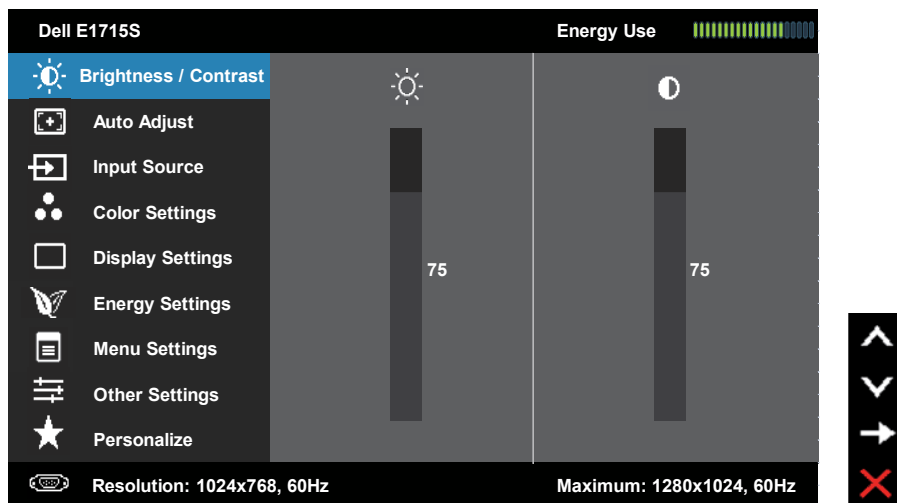 Dell E1715S
Energy Use
Brightness / Contrast
Auto Adjust
Input Source
Color Settings
Display Settings
Energy Settings
Menu Settings
Other Settings
Personalize
75
75
Resolution: 1024x768, 60Hz
Maximum: 1280x1024, 60Hz